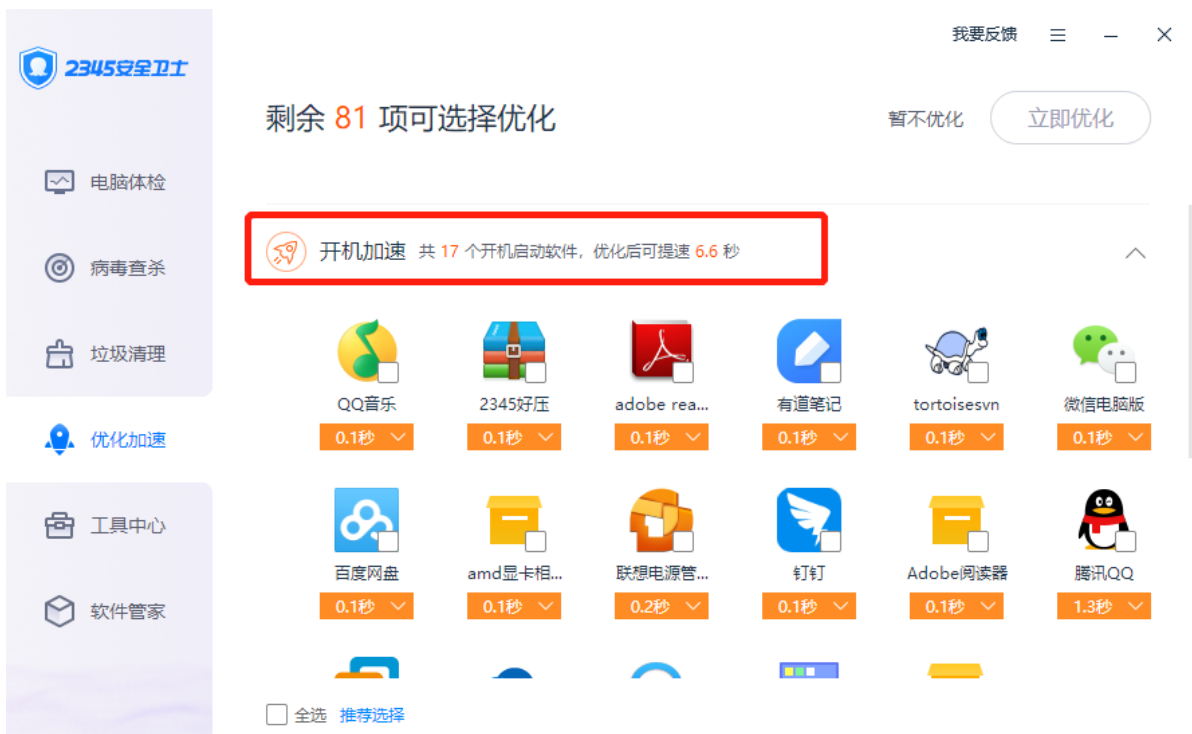 我要反馈
2345安全卫士
剩余 81 项可选择优化
暂不优化
立即优化
电脑体检
病毒查杀
垃圾清理
优化加速
工具中心
软件管家
开机加速 共 17 个开机启动软件，优化后可提速 6.6 秒
QQ音乐 2345好压 adobe rea... 有道笔记 tortoisesvn 微信电脑版
0.1秒 0.1秒 0.1秒 0.1秒 0.1秒 0.1秒
百度网盘 amd显卡相... 联想电源管... 钉钉 Adobe阅读器 腾讯QQ
0.1秒 0.1秒 0.2秒 0.1秒 0.1秒 1.3秒
全选 推荐选择